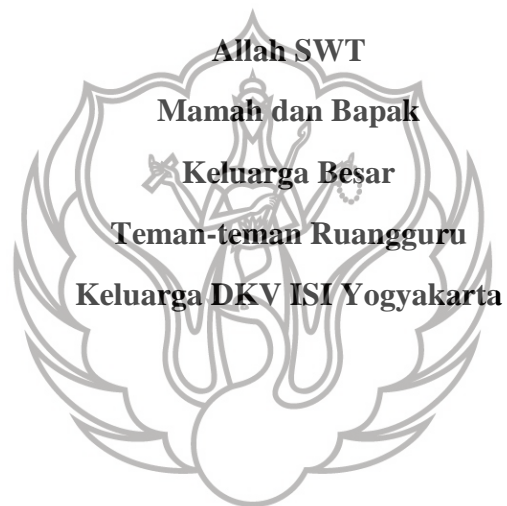 Allah SWT
Mamah dan Bapak
Keluarga Besar
Teman-teman Ruangguru
Keluarga DKV ISI Yogyakarta